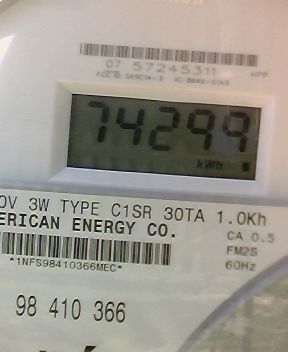 07 57245311
74299
kWh
0V 3W TYPE C1SR 30TA 1.0Kh
ERICAN ENERGY CO.
CA 0.5
FM2S
60Hz
*1NFS98410366MEC*
98 410 366